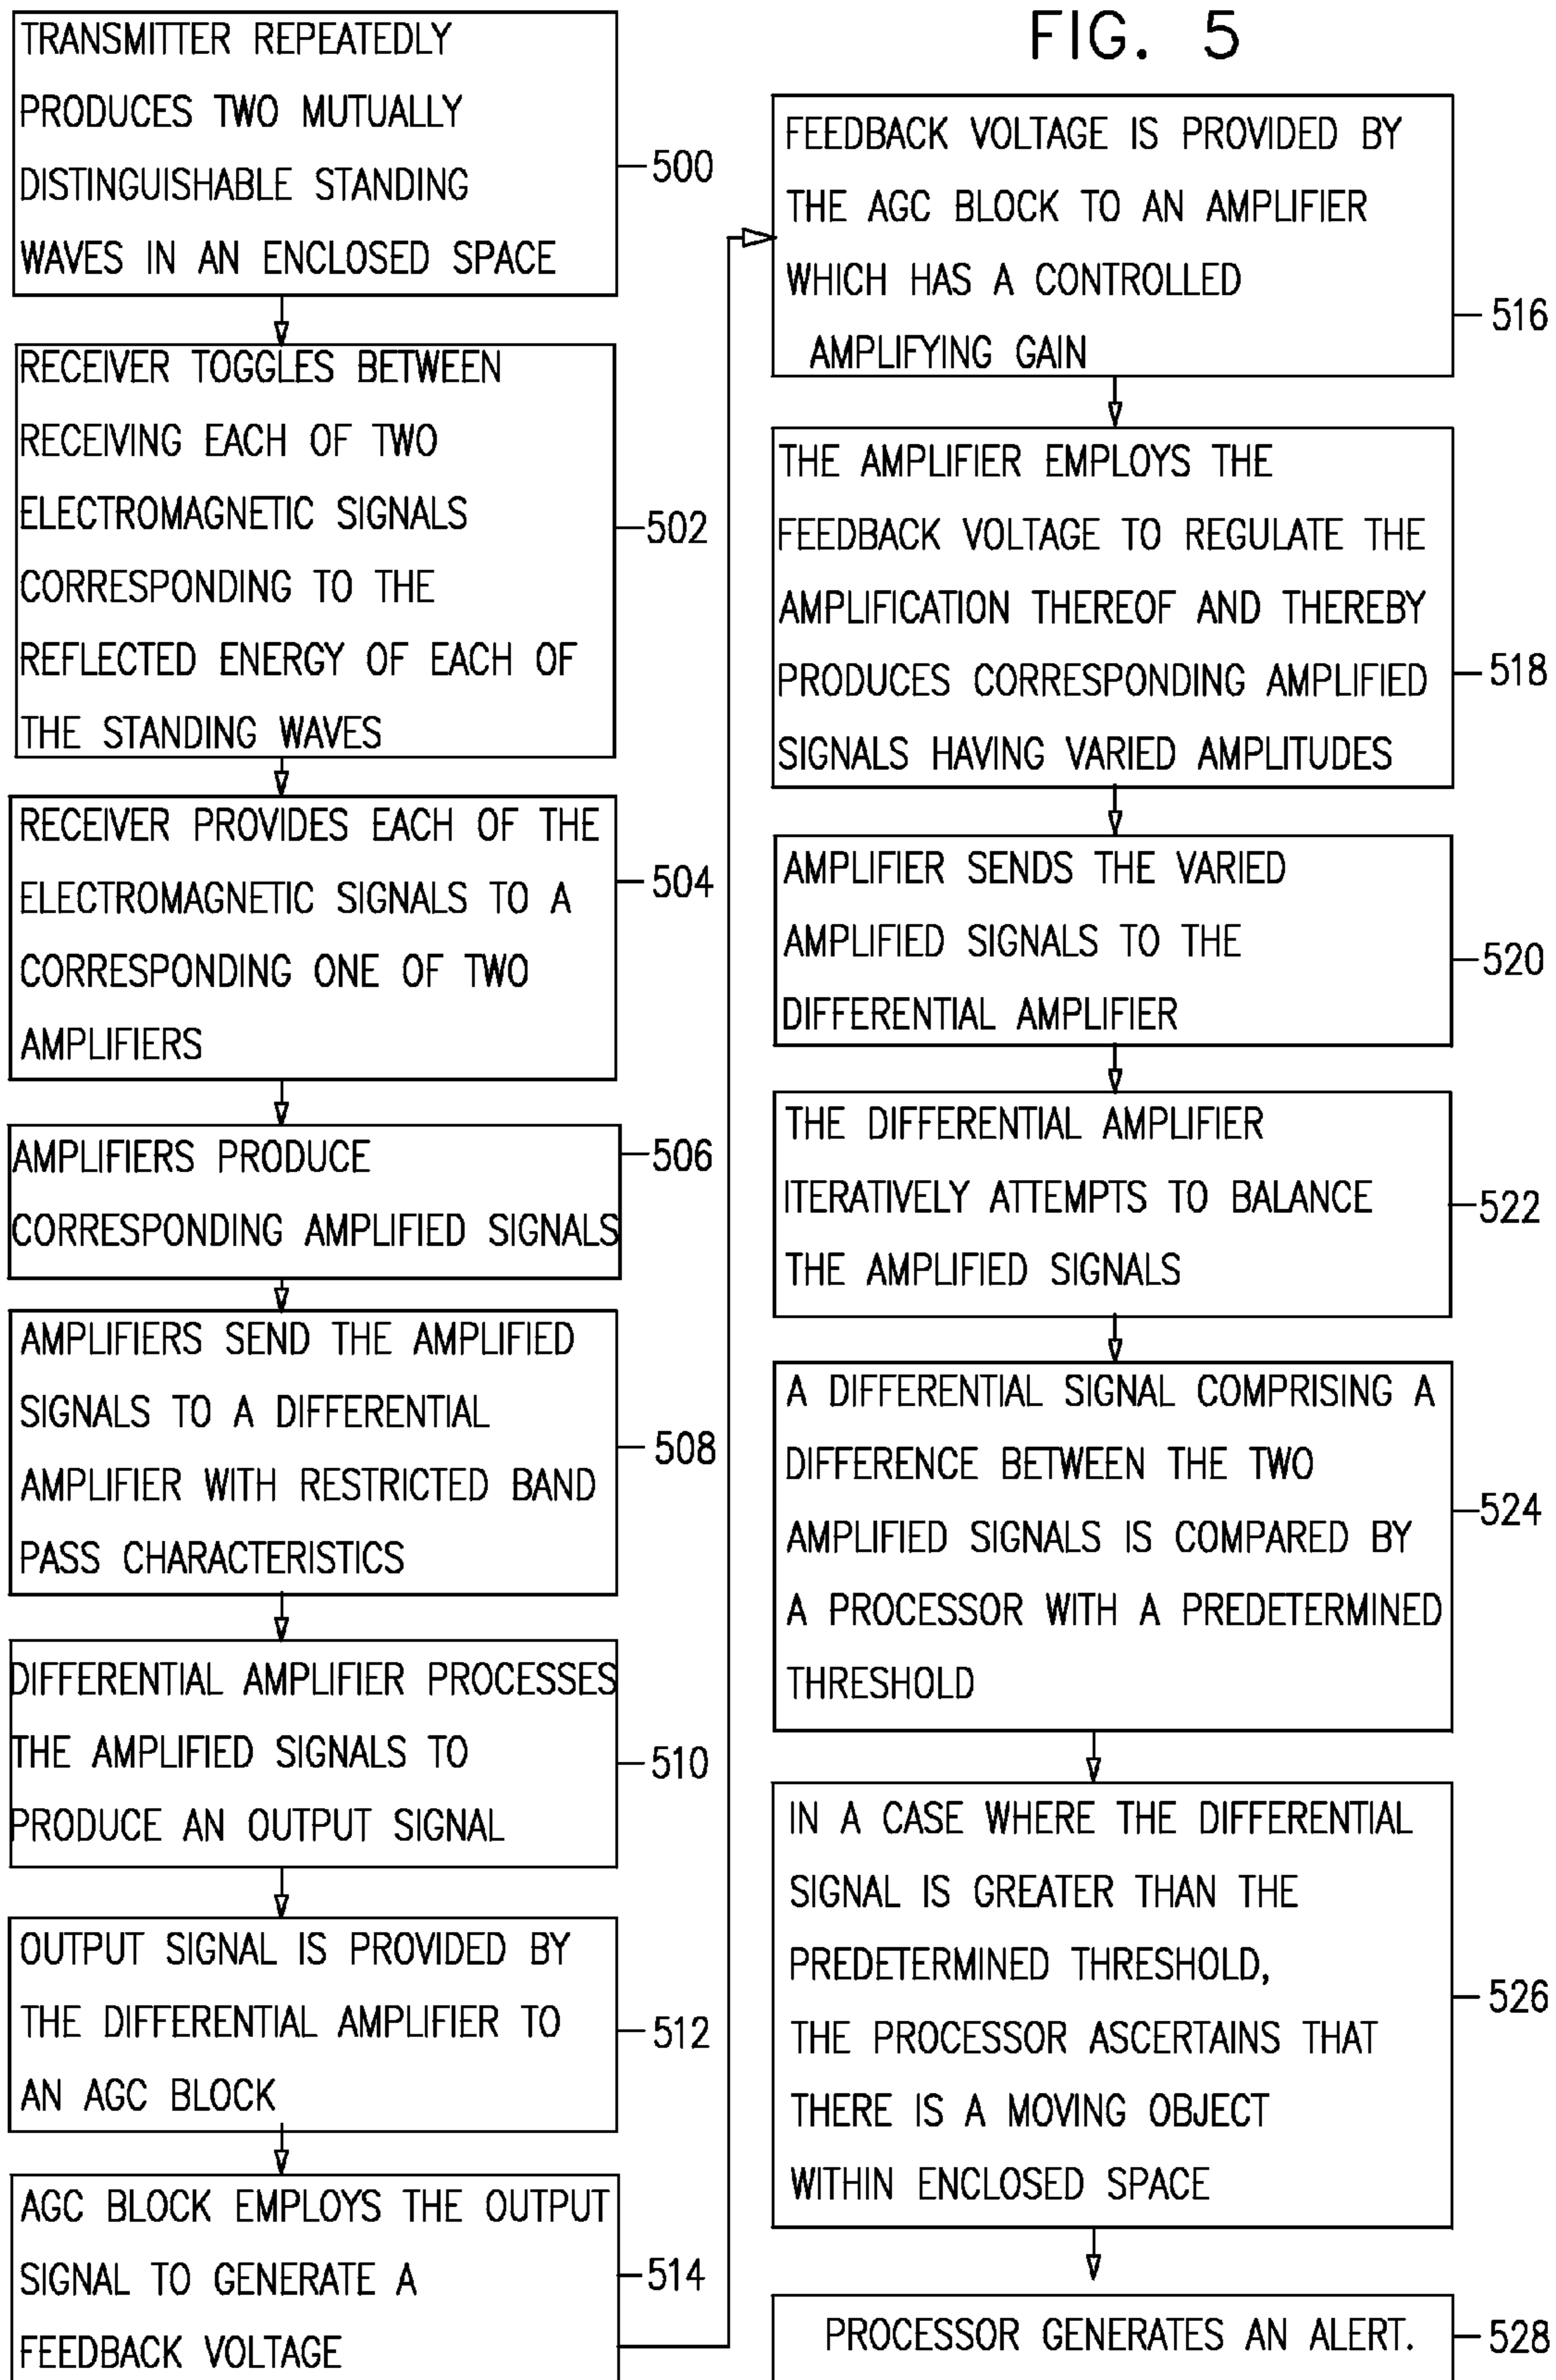 FIG. 5
TRANSMITTER REPEATEDLY
PRODUCES TWO MUTUALLY
DISTINGUISHABLE STANDING
WAVES IN AN ENCLOSED SPACE
500
RECEIVER TOGGLES BETWEEN
RECEIVING EACH OF TWO
ELECTROMAGNETIC SIGNALS
CORRESPONDING TO THE
REFLECTED ENERGY OF EACH OF
THE STANDING WAVES
502
RECEIVER PROVIDES EACH OF THE
ELECTROMAGNETIC SIGNALS TO A
CORRESPONDING ONE OF TWO
AMPLIFIERS
504
AMPLIFIERS PRODUCE
CORRESPONDING AMPLIFIED SIGNALS
506
AMPLIFIERS SEND THE AMPLIFIED
SIGNALS TO A DIFFERENTIAL
AMPLIFIER WITH RESTRICTED BAND
PASS CHARACTERISTICS
508
DIFFERENTIAL AMPLIFIER PROCESSES
THE AMPLIFIED SIGNALS TO
PRODUCE AN OUTPUT SIGNAL
510
OUTPUT SIGNAL IS PROVIDED BY
THE DIFFERENTIAL AMPLIFIER TO
AN AGC BLOCK
512
AGC BLOCK EMPLOYS THE OUTPUT
SIGNAL TO GENERATE A
FEEDBACK VOLTAGE
514
FEEDBACK VOLTAGE IS PROVIDED BY
THE AGC BLOCK TO AN AMPLIFIER
WHICH HAS A CONTROLLED
AMPLIFYING GAIN
516
THE AMPLIFIER EMPLOYS THE
FEEDBACK VOLTAGE TO REGULATE THE
AMPLIFICATION THEREOF AND THEREBY
PRODUCES CORRESPONDING AMPLIFIED
SIGNALS HAVING VARIED AMPLITUDES
518
AMPLIFIER SENDS THE VARIED
AMPLIFIED SIGNALS TO THE
DIFFERENTIAL AMPLIFIER
520
THE DIFFERENTIAL AMPLIFIER
ITERATIVELY ATTEMPTS TO BALANCE
THE AMPLIFIED SIGNALS
522
A DIFFERENTIAL SIGNAL COMPRISING A
DIFFERENCE BETWEEN THE TWO
AMPLIFIED SIGNALS IS COMPARED BY
A PROCESSOR WITH A PREDETERMINED
THRESHOLD
524
IN A CASE WHERE THE DIFFERENTIAL
SIGNAL IS GREATER THAN THE
PREDETERMINED THRESHOLD,
THE PROCESSOR ASCERTAINS THAT
THERE IS A MOVING OBJECT
WITHIN ENCLOSED SPACE
526
PROCESSOR GENERATES AN ALERT.
528